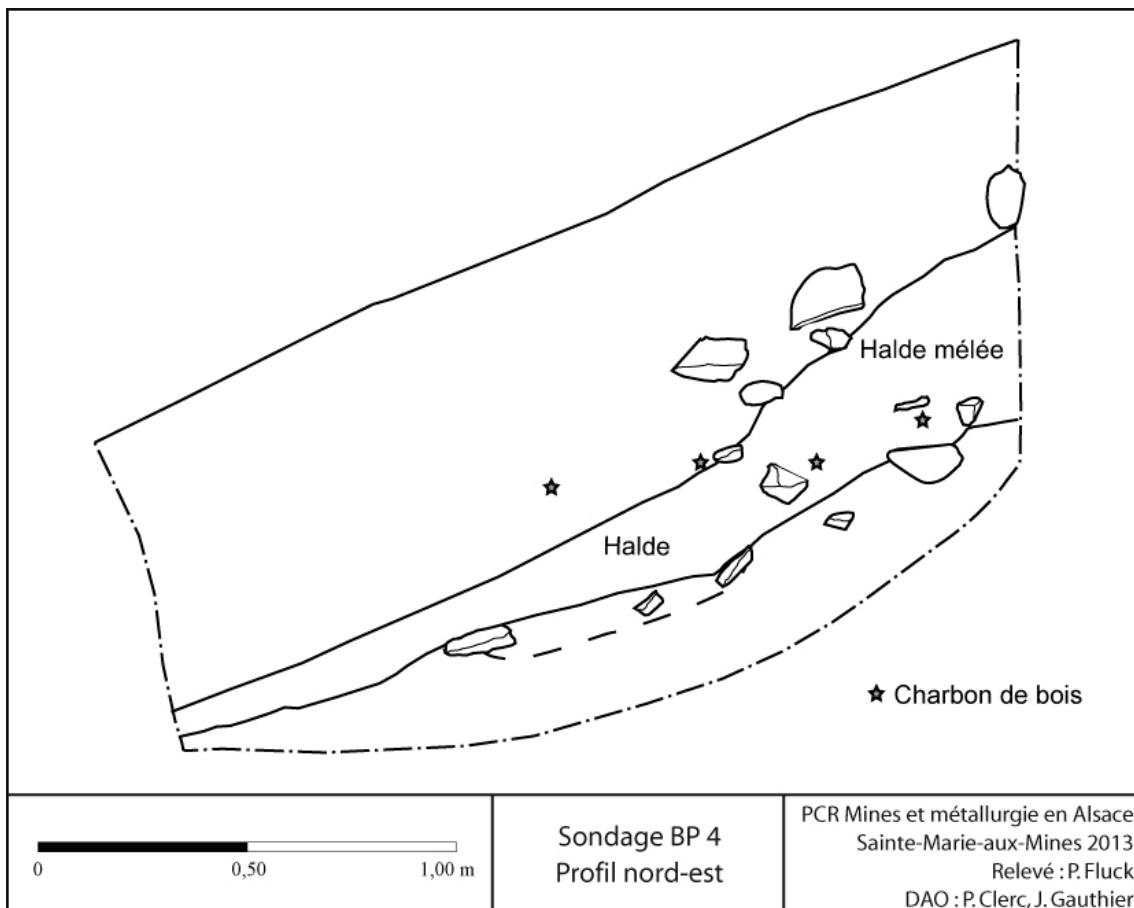 Halde mélée
Halde
Charbon de bois
0
0,50
1,00 m
Sondage BP 4
Profil nord-est
PCR Mines et métallurgie en Alsace
Sainte-Marie-aux-Mines 2013
Relevé : P. Fluck
DAO : P. Clerc, J. Gauthier